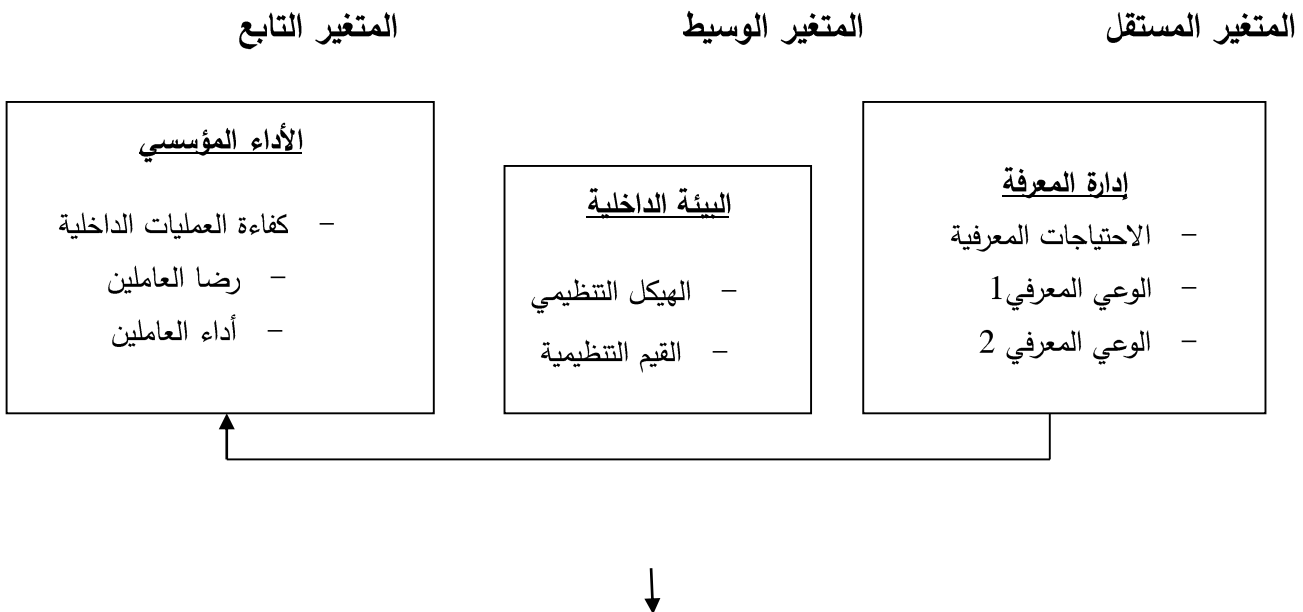 المتغير المستقل
المتغير الوسيط
المتغير التابع
إدارة المعرفة
– الاحتياجات المعرفية
– الوعي المعرفي1
– الوعي المعرفي 2
البيئة الداخلية
– الهيكل التنظيمي
– القيم التنظيمية
الأداء المؤسسي
– كفاءة العمليات الداخلية
– رضا العاملين
– أداء العاملين